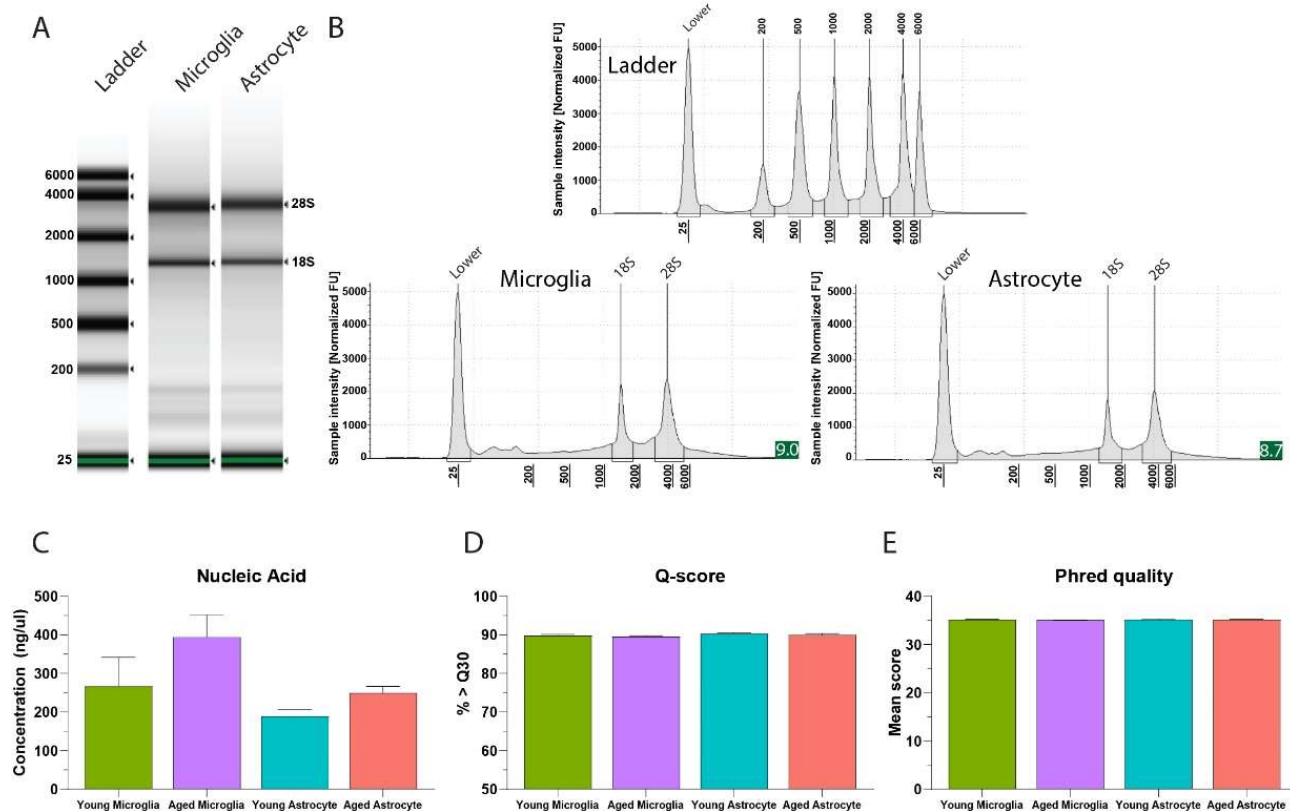 A
Ladder
Microglia
Astrocyte
6000
4000
2000
1000
500
200
25
28S
18S
B
Ladder
Sample intensity [Normalized FU]
5000
4000
3000
2000
1000
0
Lower
200
500
1000
2000
4000
6000
25
200
500
1000
2000
4000
6000
Microglia
Sample intensity [Normalized FU]
5000
4000
3000
2000
1000
0
Lower
18S
28S
25
200
500
1000
2000
4000
6000
9.0
Astrocyte
Sample intensity [Normalized FU]
5000
4000
3000
2000
1000
0
Lower
18S
28S
25
200
500
1000
2000
4000
6000
8.7
C
Nucleic Acid
Concentration (ng/ul)
500
400
300
200
100
0
Young Microglia
Aged Microglia
Young Astrocyte
Aged Astrocyte
D
Q-score
% > Q30
100
90
80
70
60
50
Young Microglia
Aged Microglia
Young Astrocyte
Aged Astrocyte
E
Phred quality
Mean score
40
30
20
10
0
Young Microglia
Aged Microglia
Young Astrocyte
Aged Astrocyte